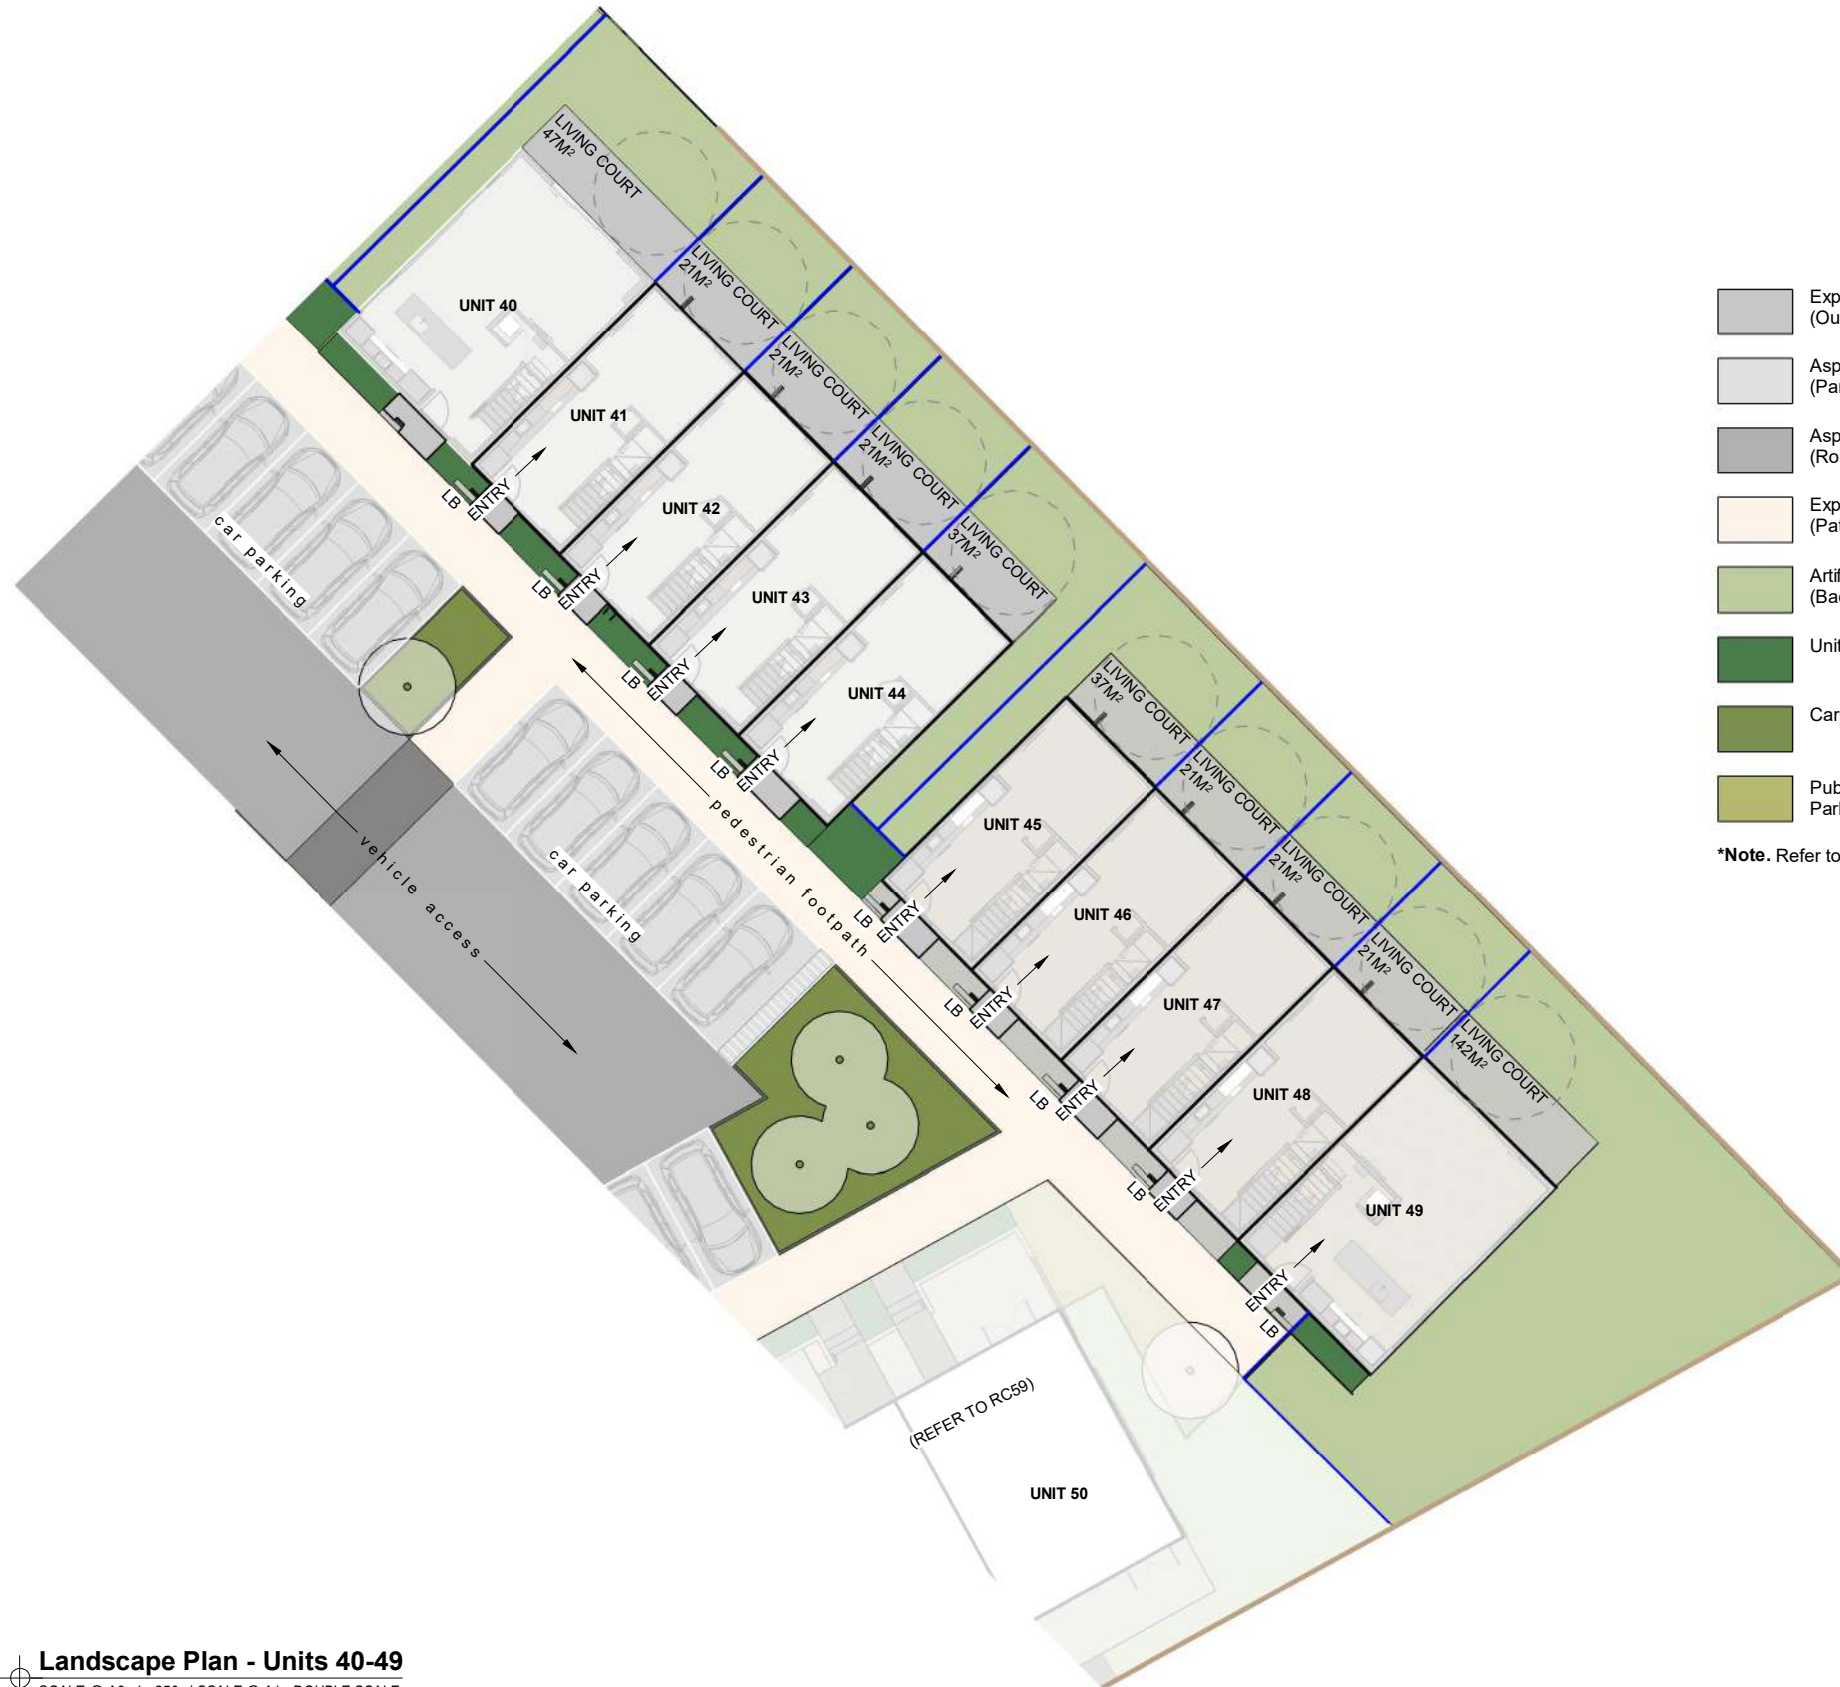 LIVING COURT
47M²
UNIT 40
LIVING COURT
21M²
UNIT 41
LIVING COURT
21M²
UNIT 42
LIVING COURT
21M²
UNIT 43
LIVING COURT
37M²
UNIT 44
LB
ENTRY
LB
ENTRY
LB
ENTRY
LB
ENTRY
car parking
vehicle access
car parking
pedestrian footpath
LIVING COURT
37M²
UNIT 45
LIVING COURT
21M²
UNIT 46
LIVING COURT
21M²
UNIT 47
LIVING COURT
21M²
UNIT 48
LIVING COURT
142M²
UNIT 49
LB
ENTRY
LB
ENTRY
LB
ENTRY
LB
ENTRY
ENTRY
LB
(REFER TO RC59)
UNIT 50
Exp
(Ou
Asp
(Par
Asp
(Ro
Exp
(Pat
Artif
(Bac
Unit
Car
Pub
Park
*Note. Refer to
Landscape Plan - Units 40-49